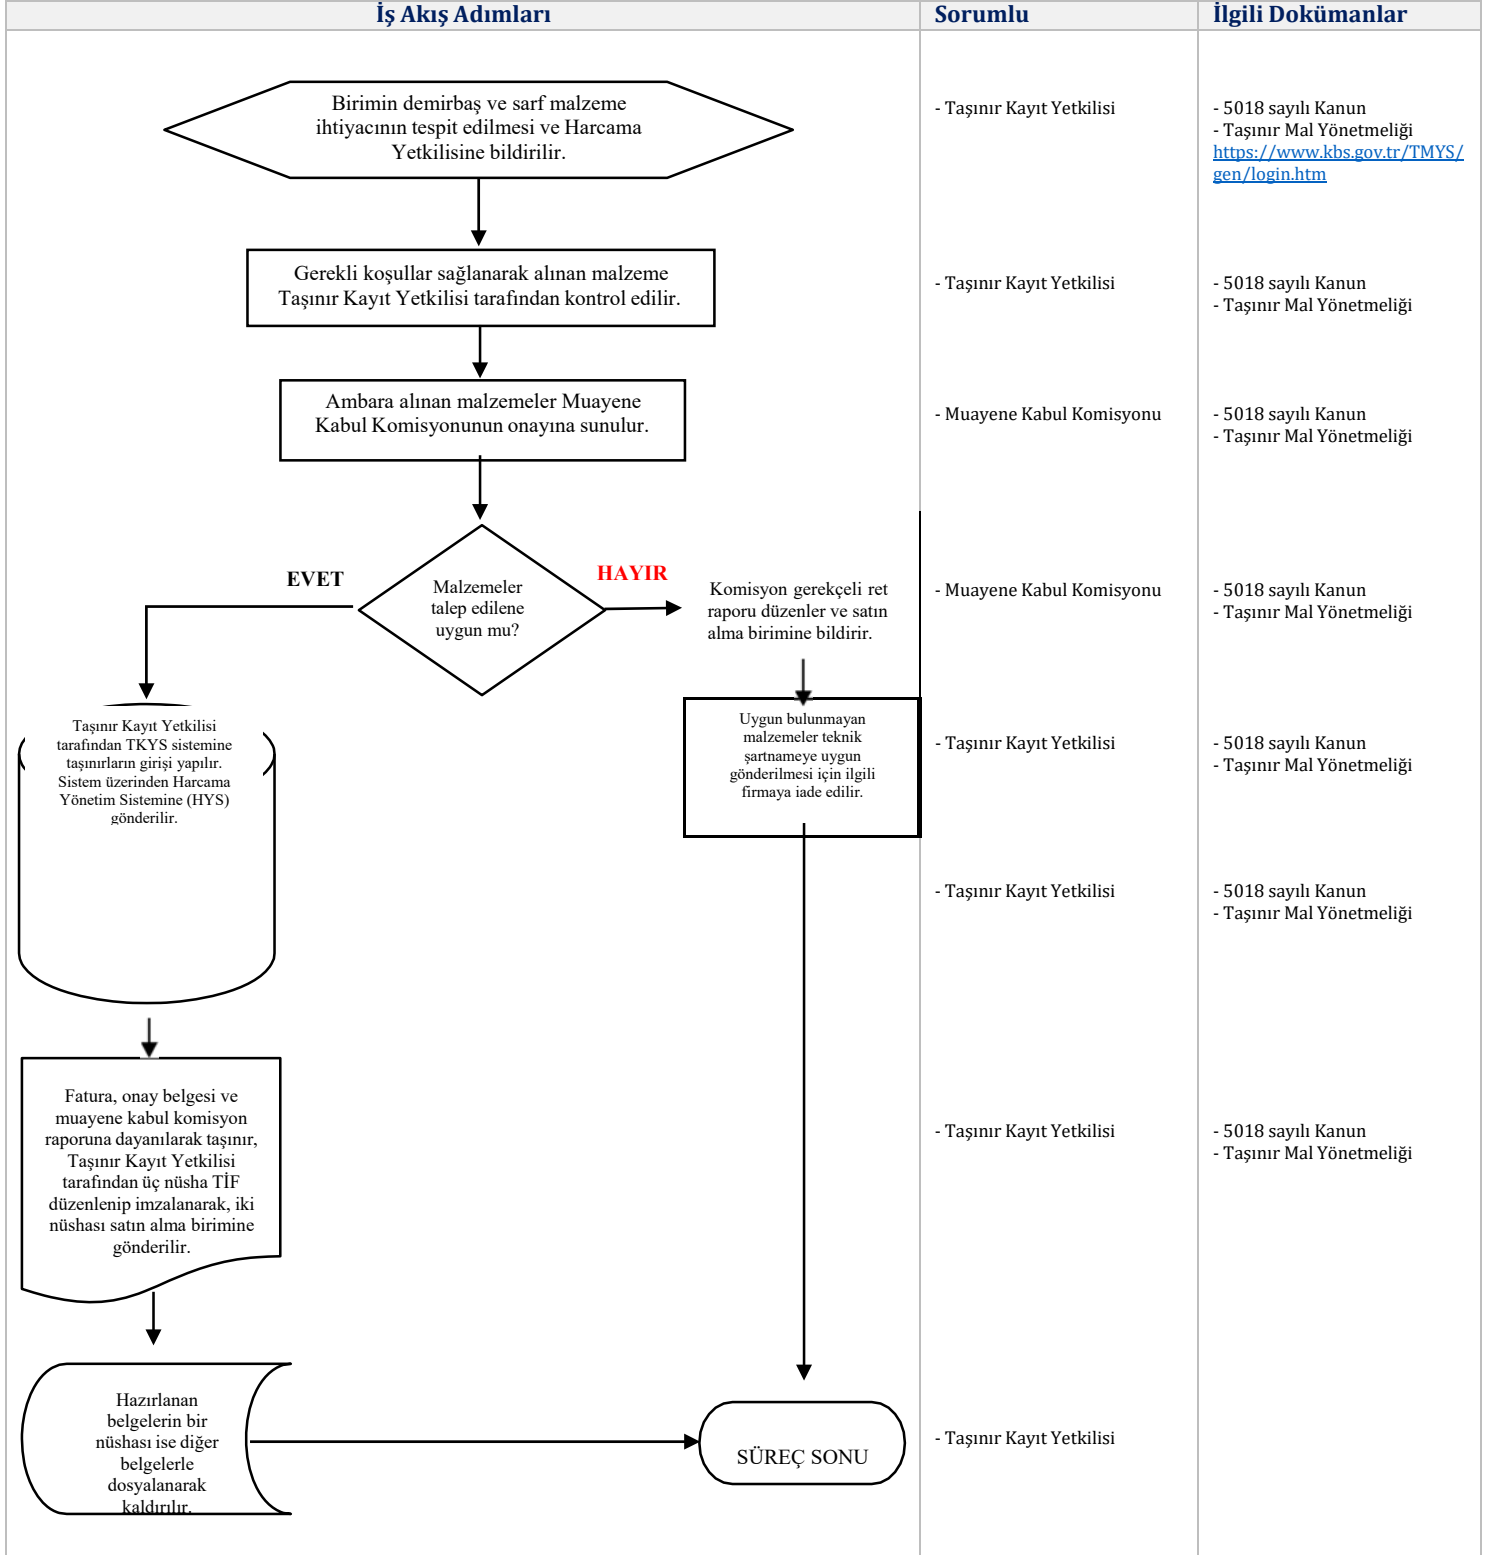 İş Akış Adımları
Sorumlu
İlgili Dokümanlar
Birimin demirbaş ve sarf malzeme
ihtiyacının tespit edilmesi ve Harcama
Yetkilisine bildirilir.
- Taşınır Kayıt Yetkilisi
- 5018 sayılı Kanun
- Taşınır Mal Yönetmeliği
https://www.kbs.gov.tr/TMYS/
gen/login.htm
Gerekli koşullar sağlanarak alınan malzeme
Taşınır Kayıt Yetkilisi tarafından kontrol edilir.
- Taşınır Kayıt Yetkilisi
- 5018 sayılı Kanun
- Taşınır Mal Yönetmeliği
Ambara alınan malzemeler Muayene
Kabul Komisyonunun onayına sunulur.
- Muayene Kabul Komisyonu
- 5018 sayılı Kanun
- Taşınır Mal Yönetmeliği
EVET
Malzemeler
talep edilene
uygun mu?
HAYIR
Komisyon gerekçeli ret
raporu düzenler ve satın
alma birimine bildirir.
- Muayene Kabul Komisyonu
- 5018 sayılı Kanun
- Taşınır Mal Yönetmeliği
Taşınır Kayıt Yetkilisi
tarafından TKYS sistemine
taşınırların girişi yapılır.
Sistem üzerinden Harcama
Yönetim Sistemine (HYS)
gönderilir.
Uygun bulunmayan
malzemeler teknik
şartnameye uygun
gönderilmesi için ilgili
firmaya iade edilir.
- Taşınır Kayıt Yetkilisi
- 5018 sayılı Kanun
- Taşınır Mal Yönetmeliği
- Taşınır Kayıt Yetkilisi
- 5018 sayılı Kanun
- Taşınır Mal Yönetmeliği
Fatura, onay belgesi ve
muayene kabul komisyon
raporuna dayanılarak taşınır,
Taşınır Kayıt Yetkilisi
tarafından üç nüsha TİF
düzenlenip imzalanarak, iki
nüshası satın alma birimine
gönderilir.
- Taşınır Kayıt Yetkilisi
- 5018 sayılı Kanun
- Taşınır Mal Yönetmeliği
Hazırlanan
belgelerin bir
nüshası ise diğer
belgelerle
dosyalanarak
kaldırılır.
SÜREÇ SONU
- Taşınır Kayıt Yetkilisi